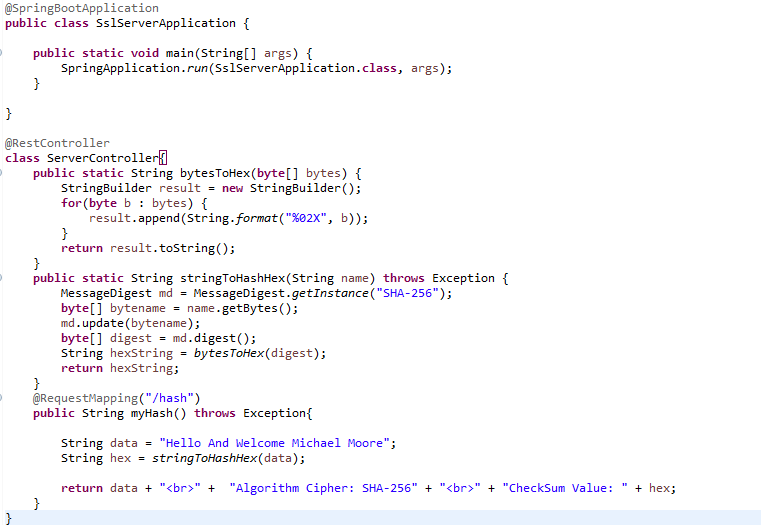 @SpringBootApplication
public class SslServerApplication {
public static void main(String[] args) {
SpringApplication.run(SslServerApplication.class, args);
}
}
@RestController
class ServerController{
public static String bytesToHex(byte[] bytes) {
StringBuilder result = new StringBuilder();
for(byte b : bytes) {
result.append(String.format("%02X", b));
}
return result.toString();
}
public static String stringToHashHex(String name) throws Exception {
MessageDigest md = MessageDigest.getInstance("SHA-256");
byte[] bytename = name.getBytes();
md.update(bytename);
byte[] digest = md.digest();
String hexString = bytesToHex(digest);
return hexString;
}
@RequestMapping("/hash")
public String myHash() throws Exception{
String data = "Hello And Welcome Michael Moore";
String hex = stringToHashHex(data);
return data + "<br>" +  "Algorithm Cipher: SHA-256" + "<br>" + "CheckSum Value: " + hex;
}
}